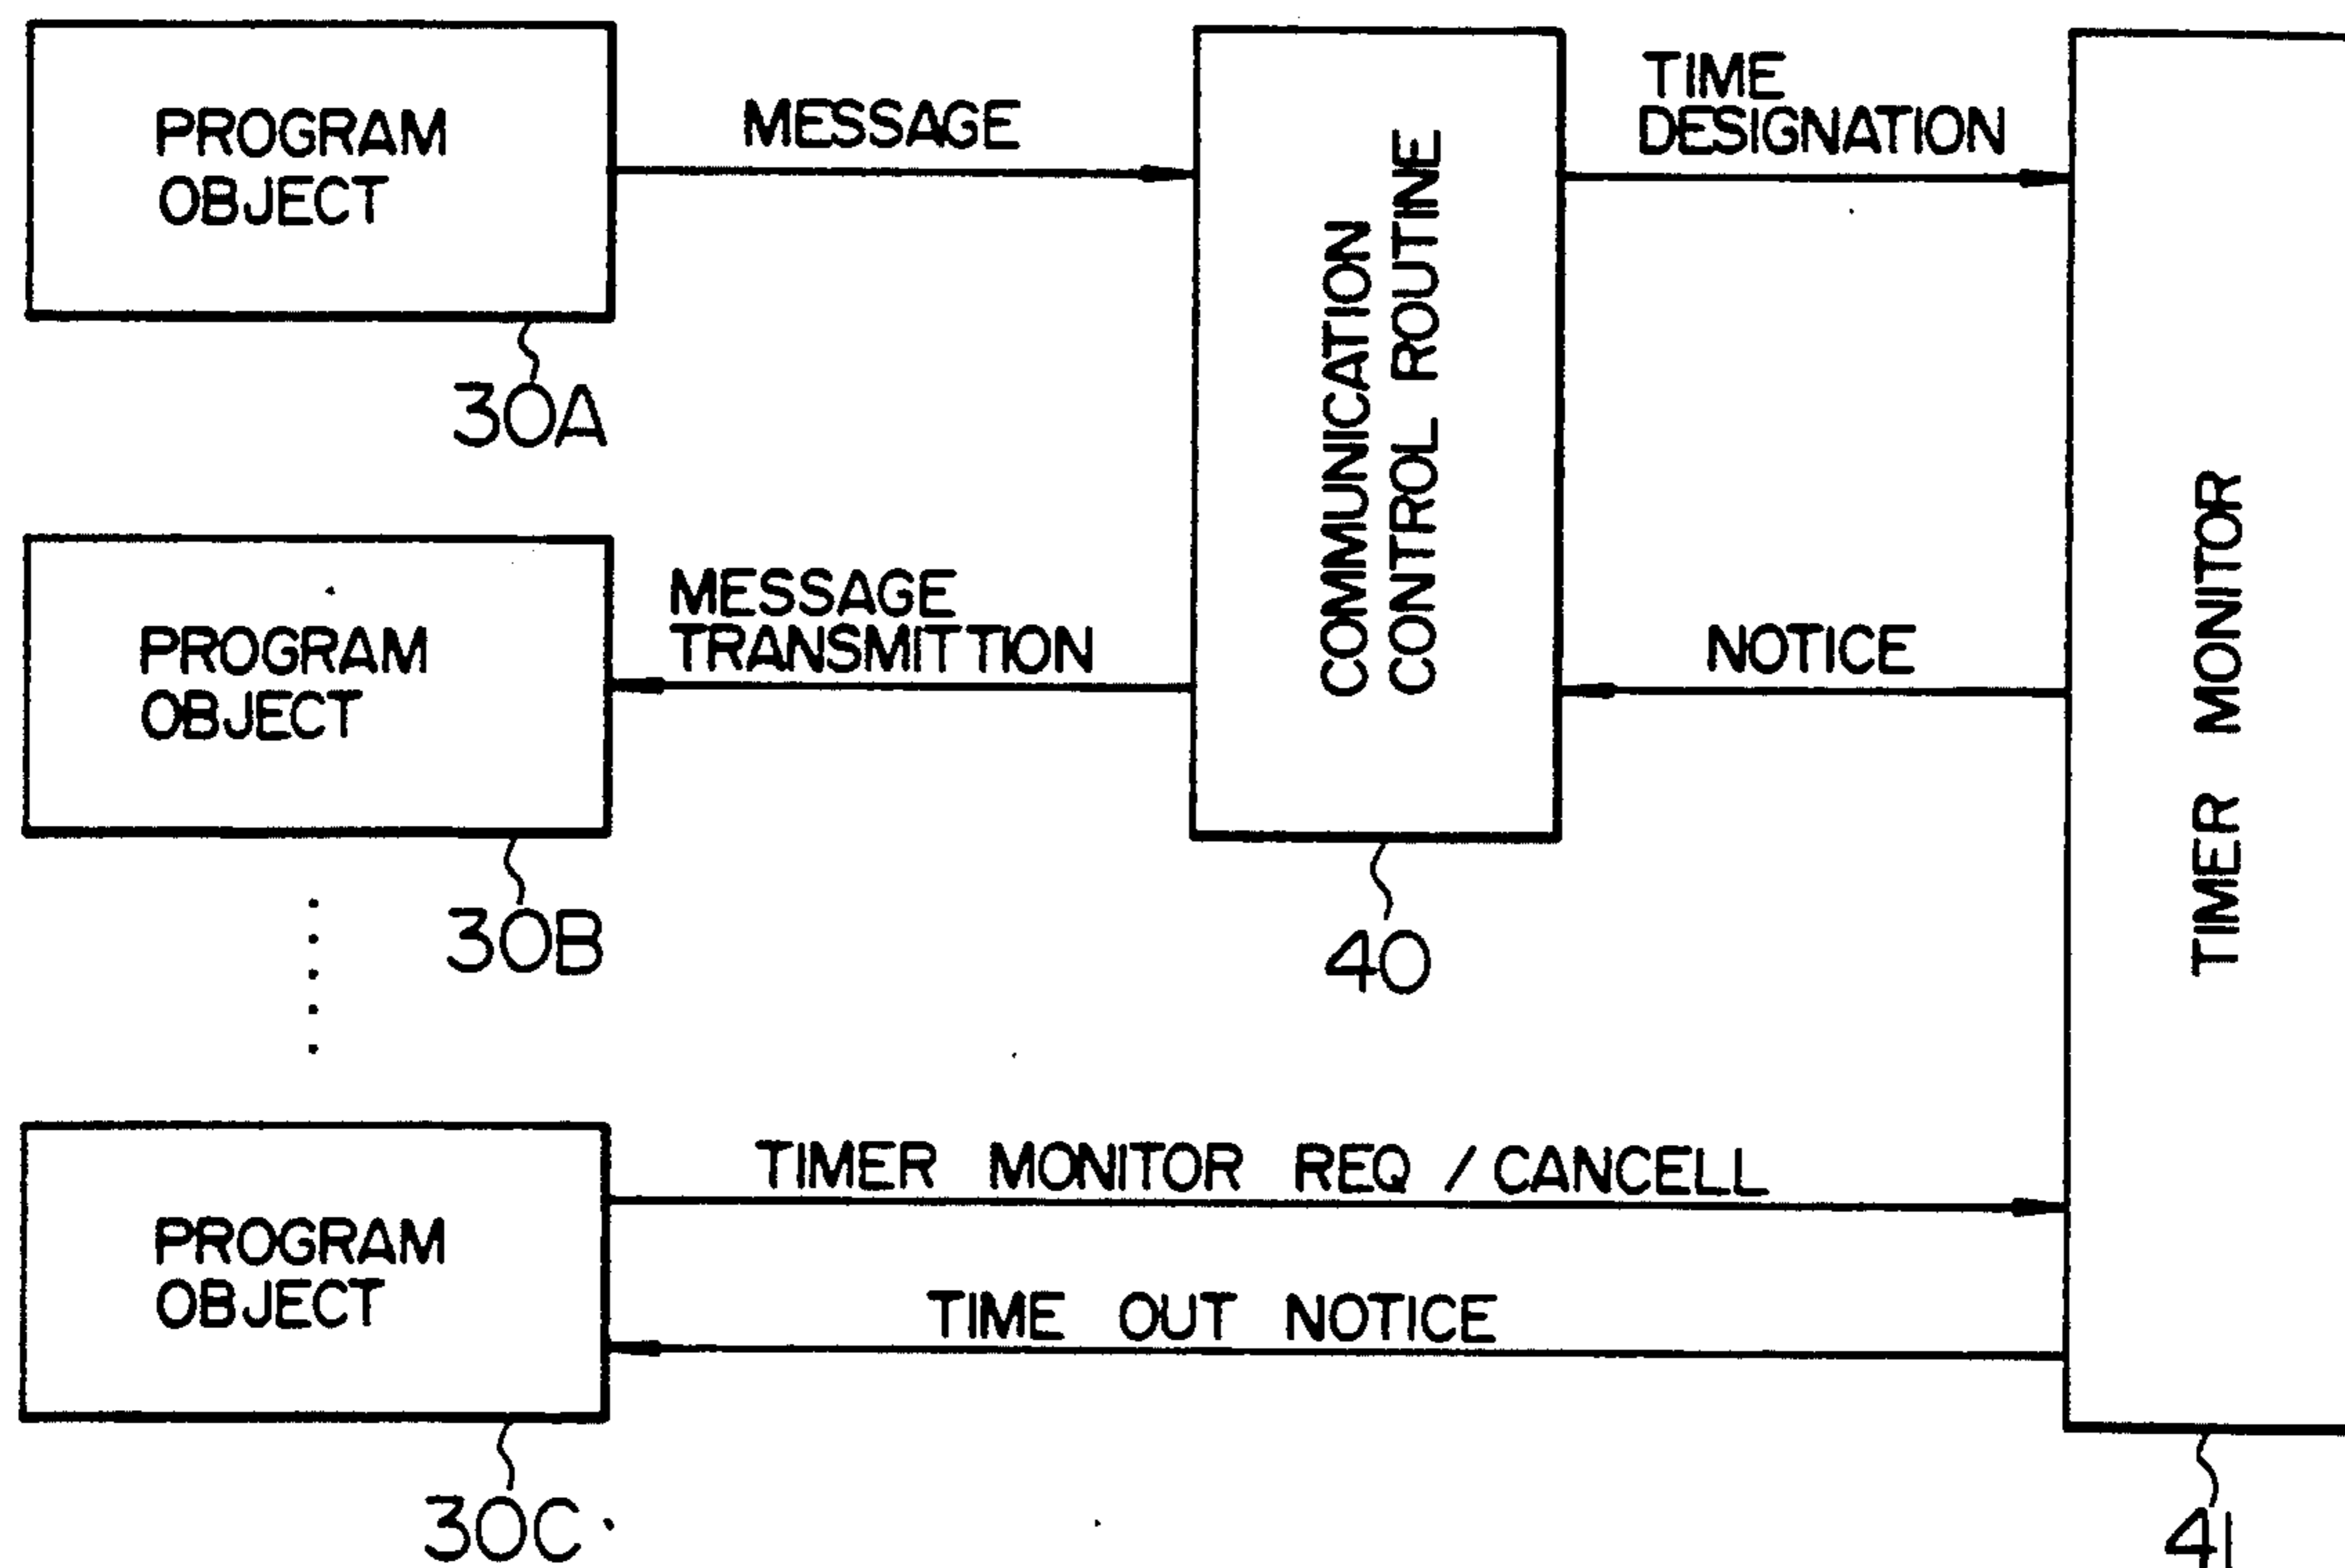 PROGRAM
OBJECT
30A
MESSAGE
COMMUNICATION
CONTROL ROUTINE
40
TIME
DESIGNATION
TIMER MONITOR
41
PROGRAM
OBJECT
30B
MESSAGE
TRANSMITTION
NOTICE
PROGRAM
OBJECT
30C
TIMER MONITOR REQ / CANCELL
TIME OUT NOTICE